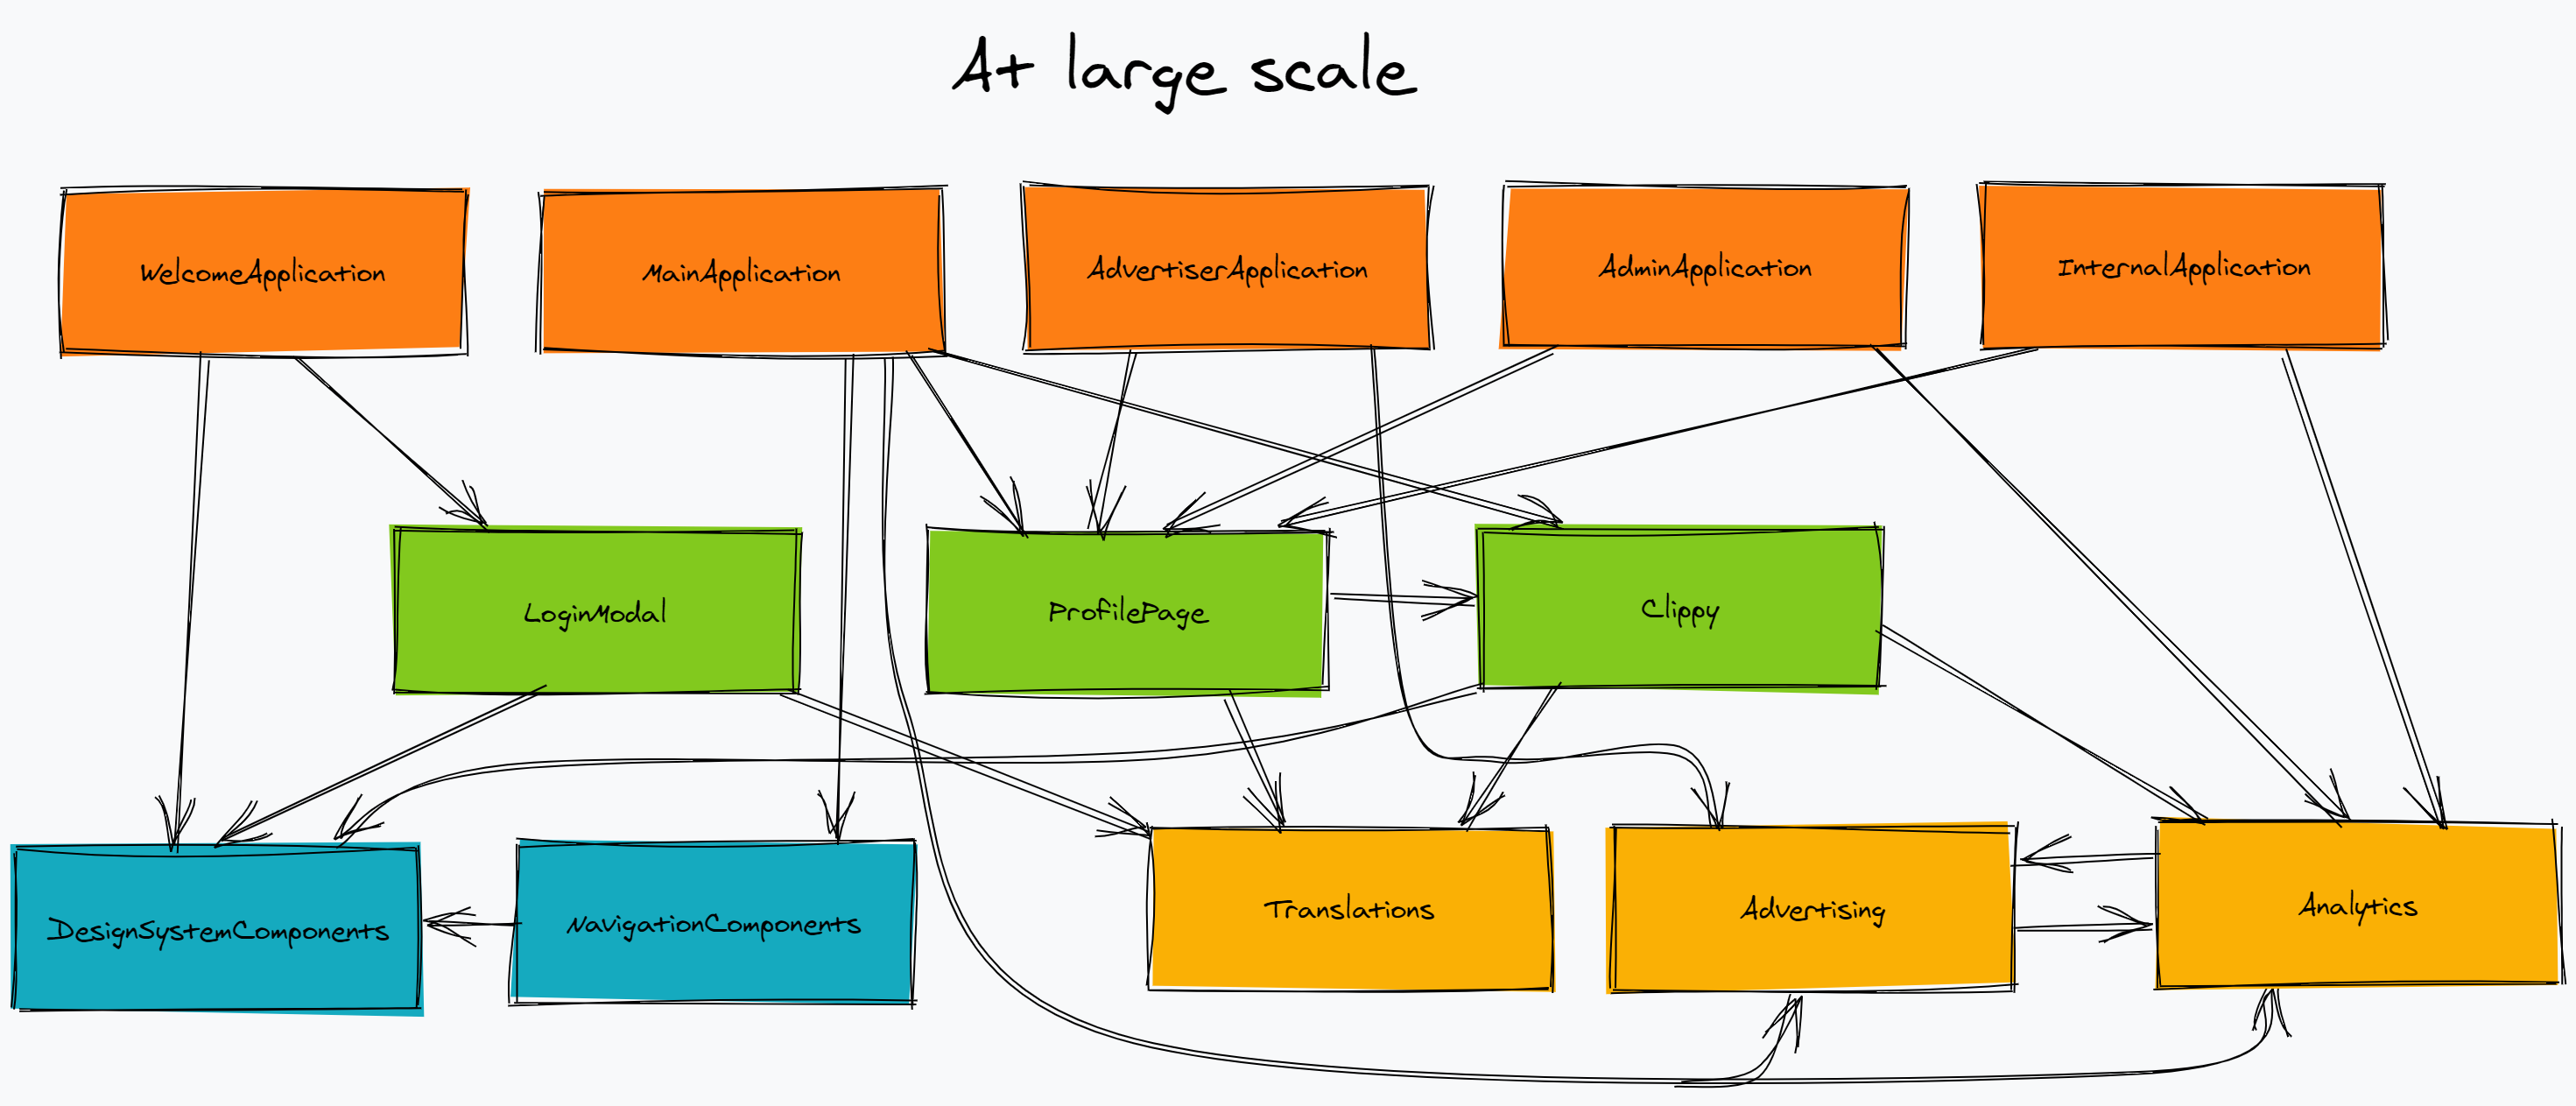 At large scale
WelcomeApplication
MainApplication
AdvertiserApplication
AdminApplication
InternalApplication
LoginModal
ProfilePage
Clippy
DesignSystemComponents
NavigationComponents
Translations
Advertising
Analytics